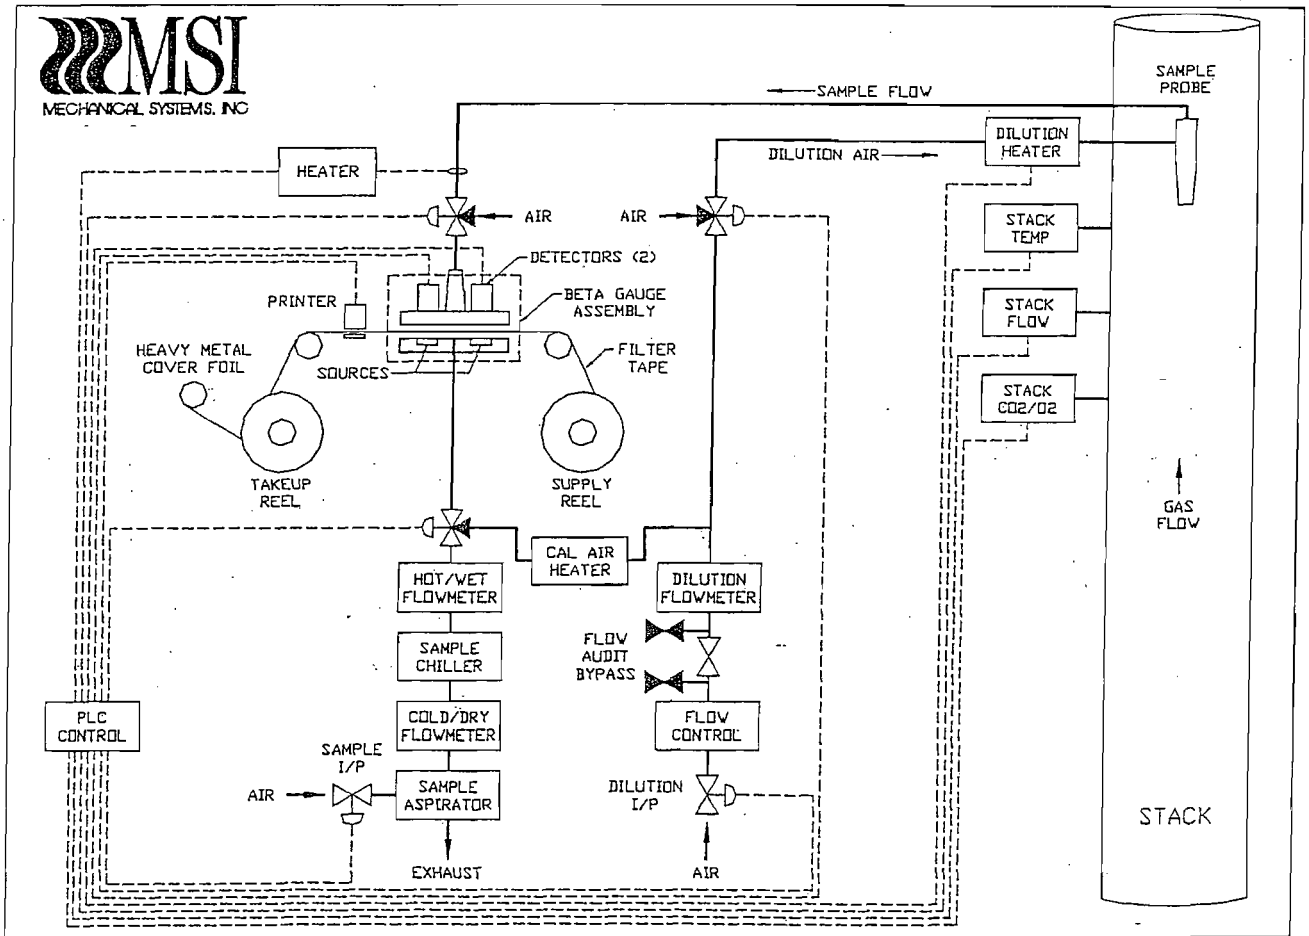 MSI
MECHANICAL SYSTEMS, INC
SAMPLE
PROBE
SAMPLE FLOW
DILUTION
HEATER
DILUTION AIR
HEATER
AIR
AIR
STACK
TEMP
DETECTORS (2)
PRINTER
BETA GAUGE
ASSEMBLY
STACK
FLOW
HEAVY METAL
COVER FOIL
SOURCES
FILTER
TAPE
STACK
CO2/O2
TAKEUP
REEL
SUPPLY
REEL
GAS
FLOW
CAL AIR
HEATER
HOT/WET
FLOWMETER
DILUTION
FLOWMETER
SAMPLE
CHILLER
FLOW
AUDIT
BYPASS
PLC
CONTROL
COLD/DRY
FLOWMETER
FLOW
CONTROL
SAMPLE
I/P
AIR
SAMPLE
ASPIRATOR
DILUTION
I/P
STACK
EXHAUST
AIR